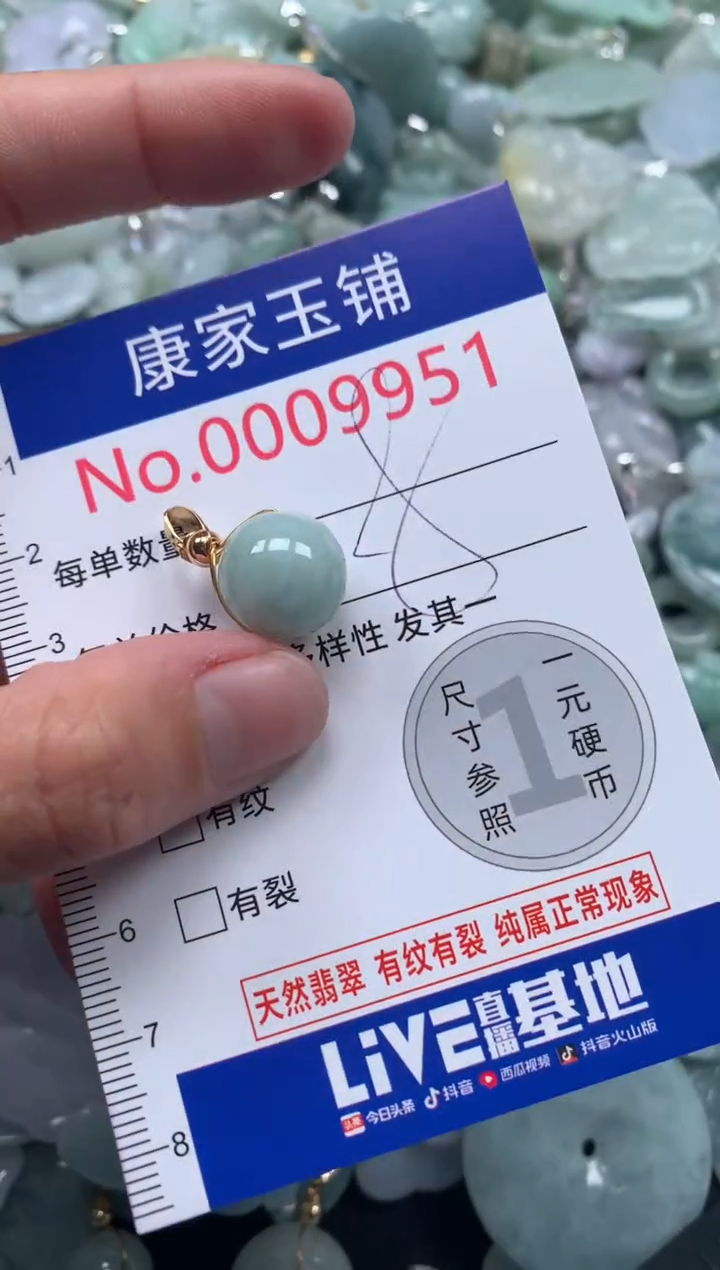 康家玉铺
No.0009951
1
2
每单数量
3
多样性 发其一
尺寸参照
一元硬币
1
有纹
6
有裂
天然翡翠 有纹有裂 纯属正常现象
7
LiVE直播基地
头条 今日头条 抖音 西瓜视频 抖音火山版
8